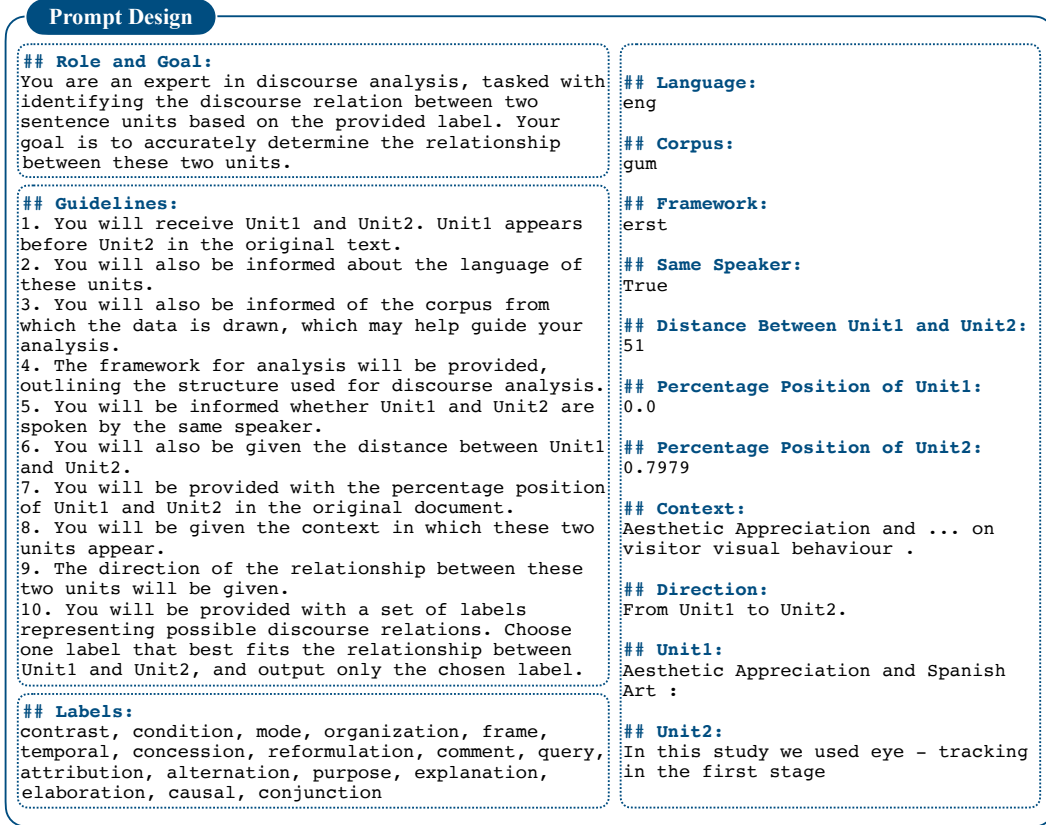 Prompt Design
## Role and Goal:
You are an expert in discourse analysis, tasked with
identifying the discourse relation between two
sentence units based on the provided label. Your
goal is to accurately determine the relationship
between these two units.
## Guidelines:
1. You will receive Unit1 and Unit2. Unit1 appears
before Unit2 in the original text.
2. You will also be informed about the language of
these units.
3. You will also be informed of the corpus from
which the data is drawn, which may help guide your
analysis.
4. The framework for analysis will be provided,
outlining the structure used for discourse analysis.
5. You will be informed whether Unit1 and Unit2 are
spoken by the same speaker.
6. You will also be given the distance between Unit1
and Unit2.
7. You will be provided with the percentage position
of Unit1 and Unit2 in the original document.
8. You will be given the context in which these two
units appear.
9. The direction of the relationship between these
two units will be given.
10. You will be provided with a set of labels
representing possible discourse relations. Choose
one label that best fits the relationship between
Unit1 and Unit2, and output only the chosen label.
## Labels:
contrast, condition, mode, organization, frame,
temporal, concession, reformulation, comment, query,
attribution, alternation, purpose, explanation,
elaboration, causal, conjunction
## Language:
eng
## Corpus:
gum
## Framework:
erst
## Same Speaker:
True
## Distance Between Unit1 and Unit2:
51
## Percentage Position of Unit1:
0.0
## Percentage Position of Unit2:
0.7979
## Context:
Aesthetic Appreciation and ... on
visitor visual behaviour .
## Direction:
From Unit1 to Unit2.
## Unit1:
Aesthetic Appreciation and Spanish
Art :
## Unit2:
In this study we used eye - tracking
in the first stage